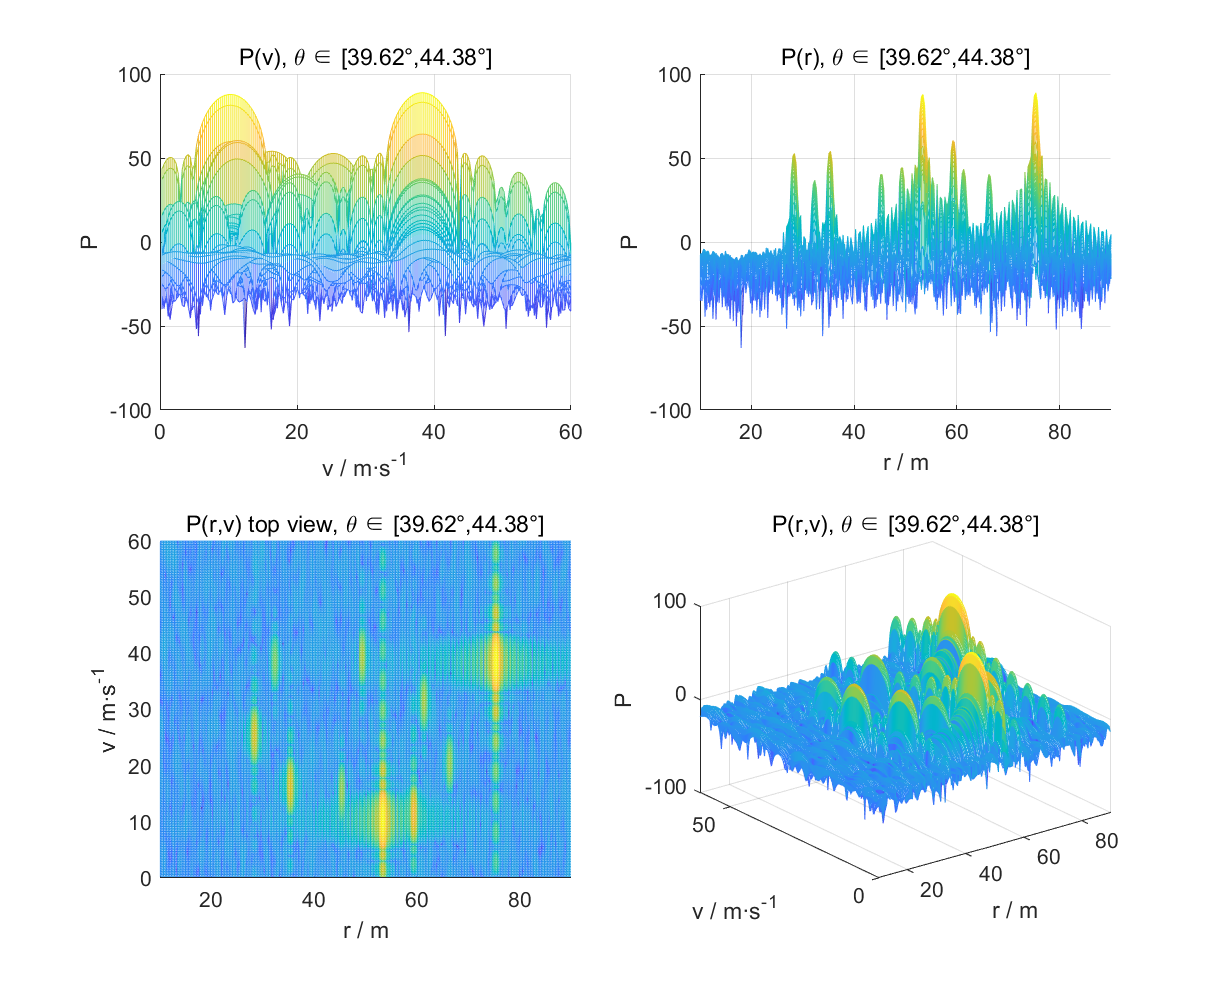 P(v), θ ∈ [39.62°,44.38°]
100
50
0
-50
-100
P
0
20
40
60
v / m·s-1
P(r), θ ∈ [39.62°,44.38°]
100
50
0
-50
-100
P
20
40
60
80
r / m
P(r,v) top view, θ ∈ [39.62°,44.38°]
60
50
40
30
20
10
0
v / m·s-1
20
40
60
80
r / m
P(r,v), θ ∈ [39.62°,44.38°]
100
0
-100
P
50
0
v / m·s-1
20
40
60
80
r / m